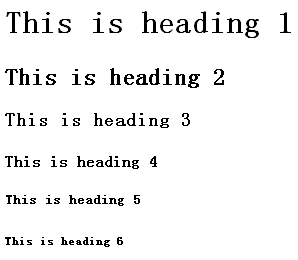 This is heading 1
This is heading 2
This is heading 3
This is heading 4
This is heading 5
This is heading 6